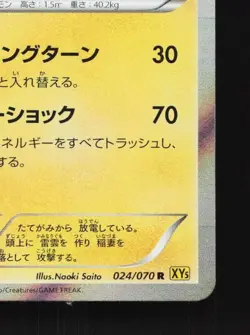 モン 高さ:1.5m 重さ:40.2kg
ングターン 30
と入れ替える。
ショック 70
ネルギーをすべてトラッシュし、
する。
たてがみから 放電している。
頭上に 雷雲を 作り 稲妻を
落として 攻撃する。
Illus.Naoki Saito 024/070 R XYs
o/Creatures/GAME FREAK.